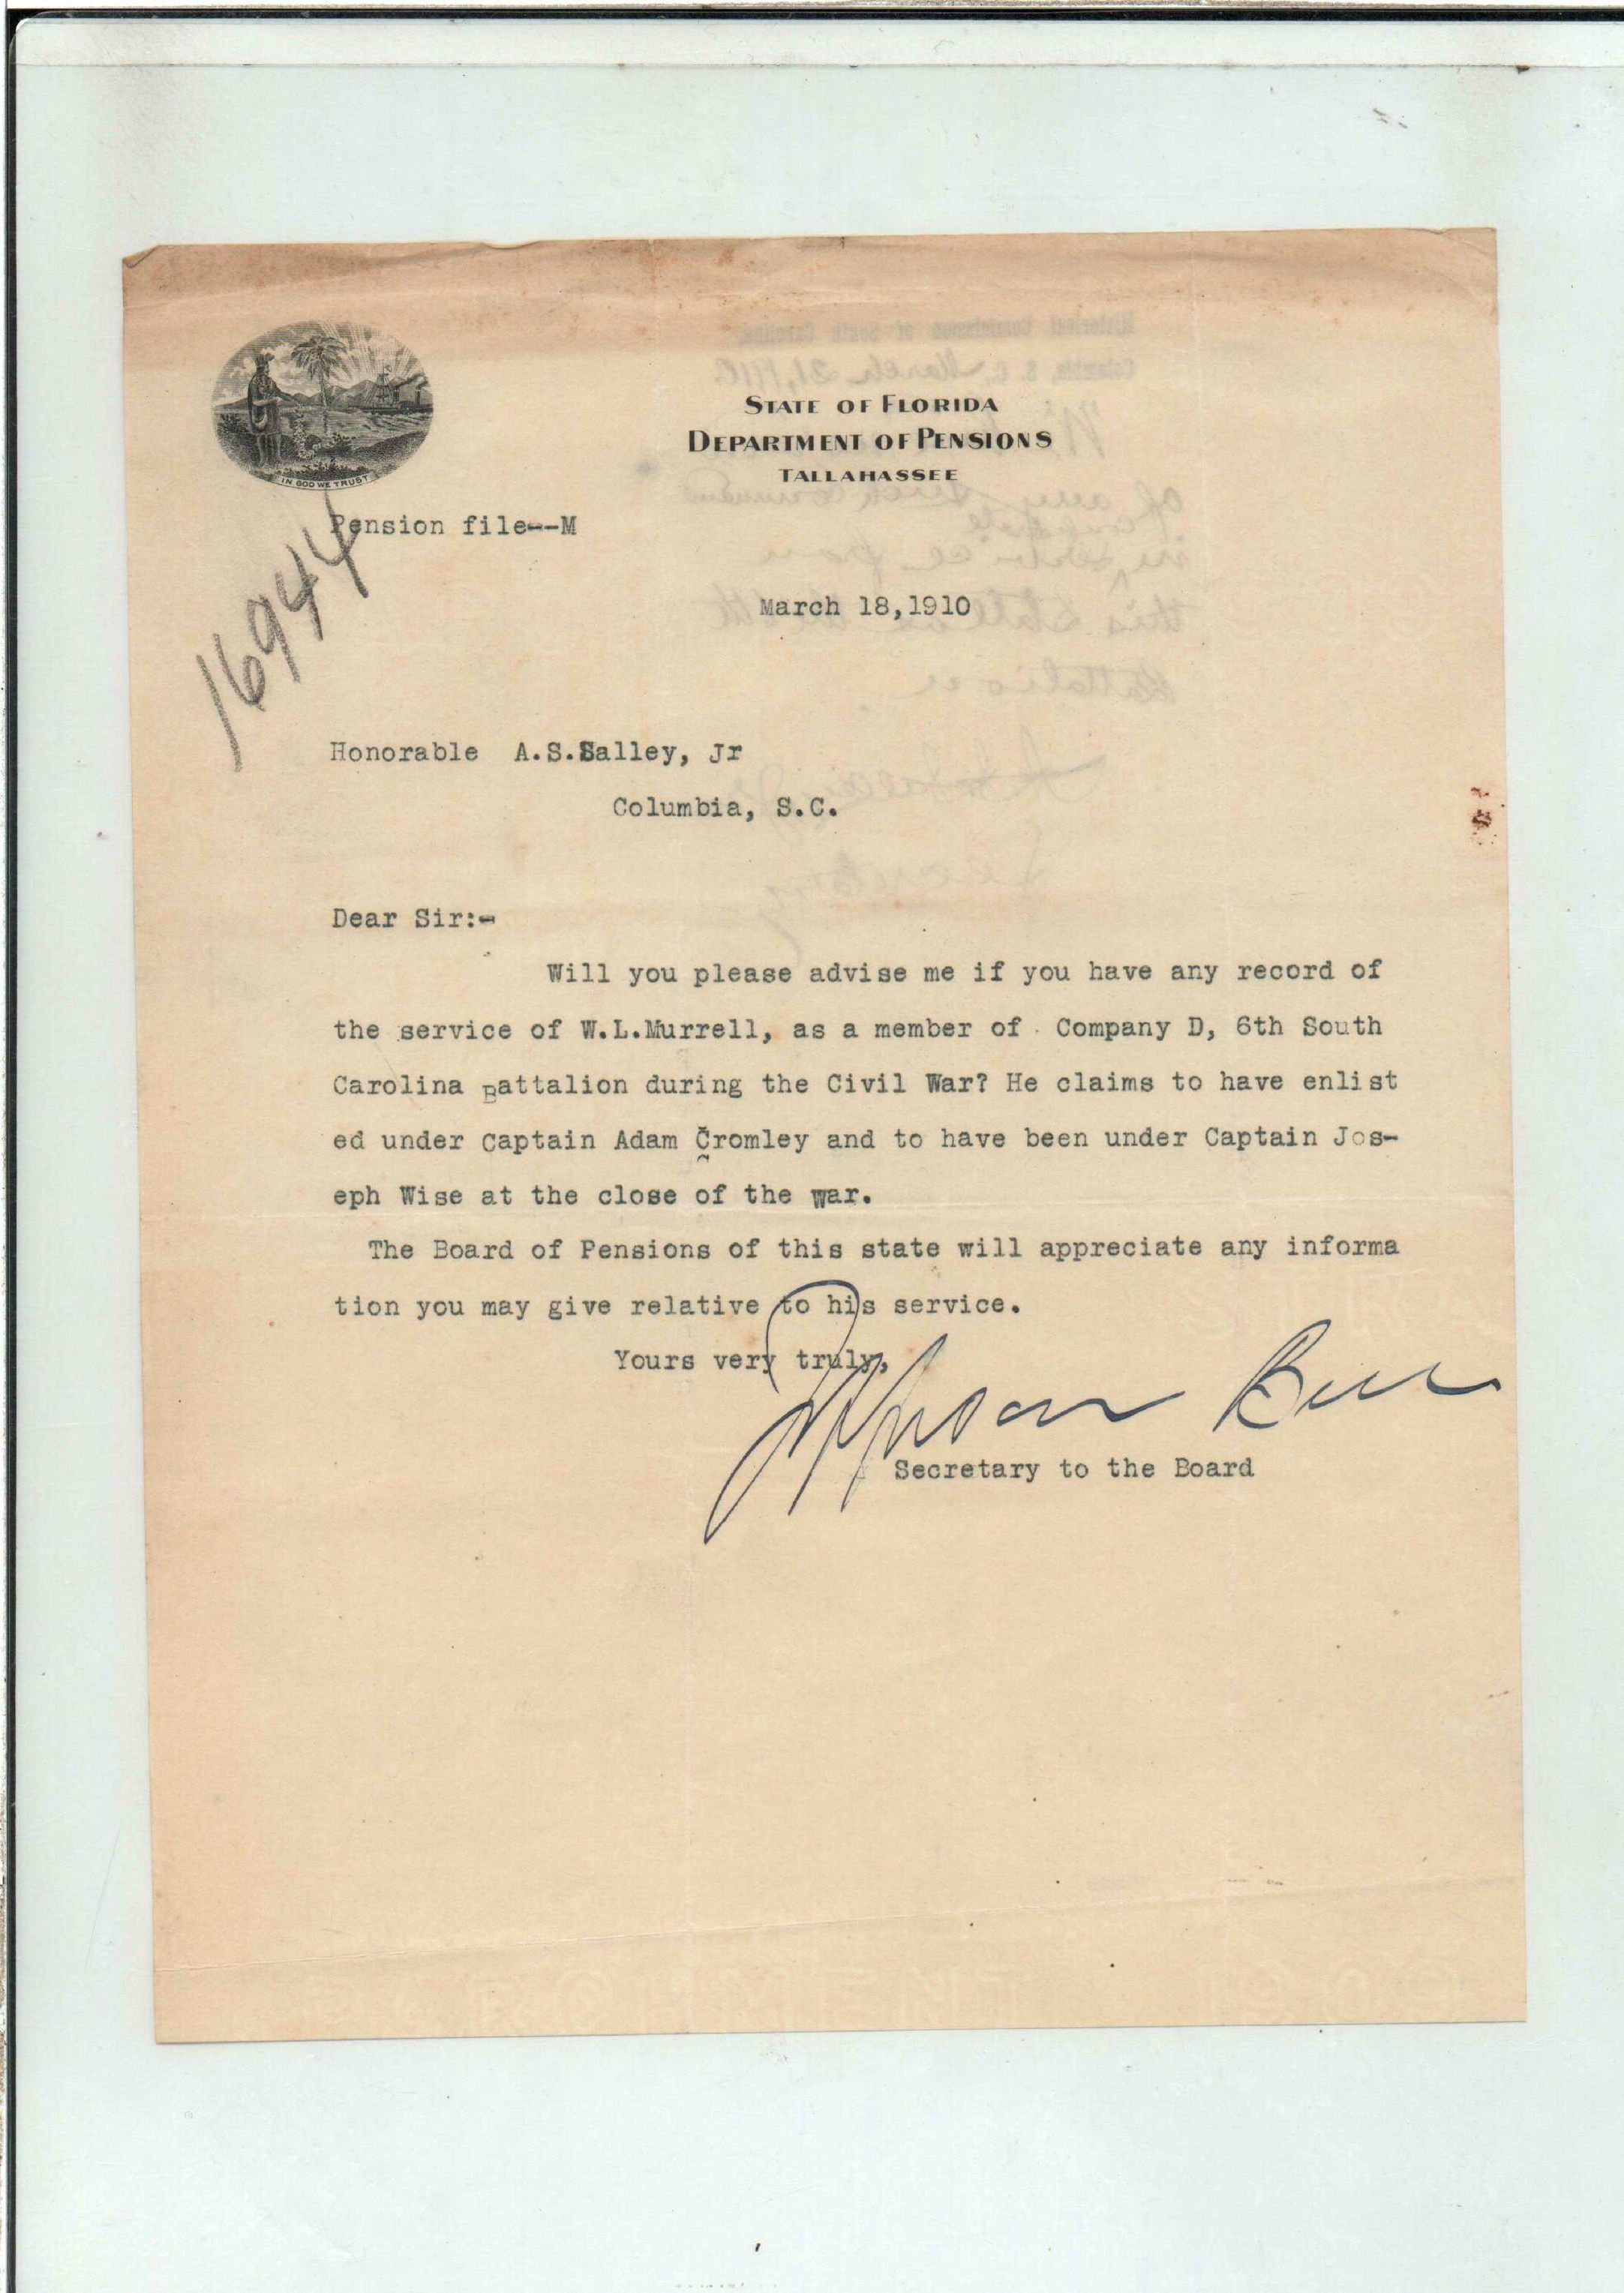 IN GOD WE TRUST
STATE OF FLORIDA
DEPARTMENT OF PENSIONS
TALLAHASSEE
Pension file--M
16944
March 18,1910
Honorable A.S.Salley, Jr
Columbia, S.C.
Dear Sir:-
Will you please advise me if you have any record of
the service of W.L.Murrell, as a member of Company D, 6th South
Carolina Battalion during the Civil War? He claims to have enlist
ed under Captain Adam Cromley and to have been under Captain Jos-
eph Wise at the close of the war.
The Board of Pensions of this state will appreciate any informa
tion you may give relative to his service.
Yours very truly,
Secretary to the Board